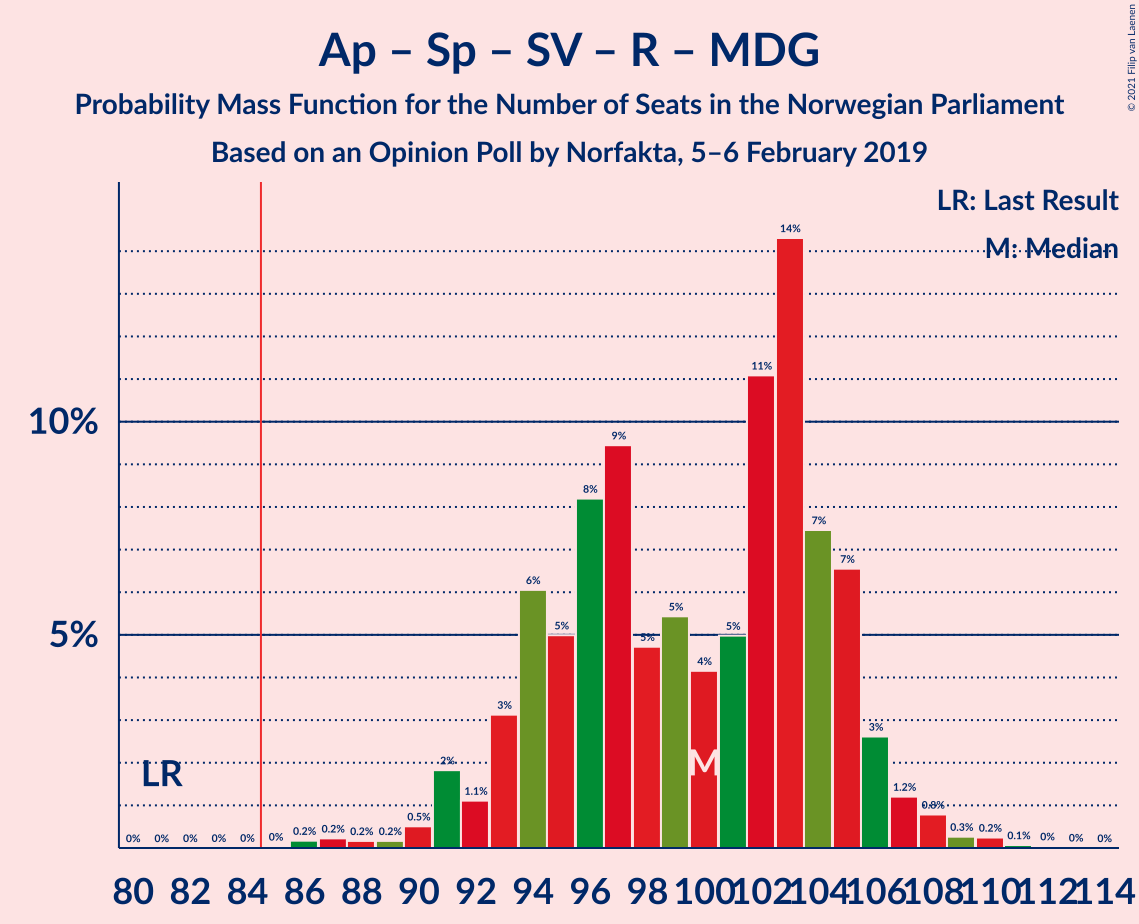 Ap – Sp – SV – R – MDG
Probability Mass Function for the Number of Seats in the Norwegian Parliament
Based on an Opinion Poll by Norfakta, 5–6 February 2019
© 2021 Filip van Laenen
LR: Last Result
M: Median
10%
5%
LR
M
0% 0% 0% 0% 0% 0% 0.2% 0.2% 0.2% 0.2% 0.5% 2% 1.1% 3% 6% 5% 8% 9% 5% 5% 4% 5% 11% 14% 7% 7% 3% 1.2% 0.8% 0.3% 0.2% 0.1% 0% 0% 0%
80 82 84 86 88 90 92 94 96 98 100 102 104 106 108 110 112 114